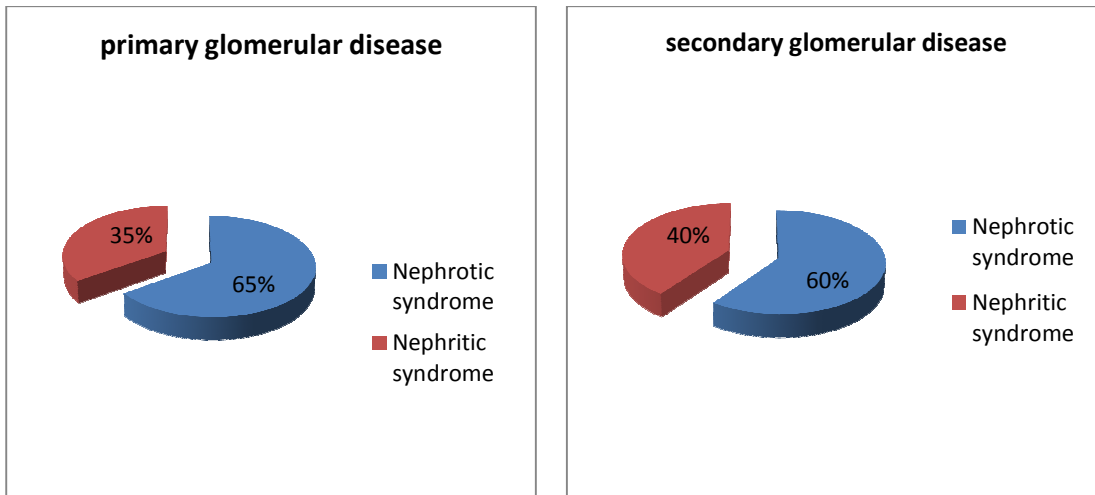 primary glomerular disease
35%
65%
Nephrotic
syndrome
Nephritic
syndrome
secondary glomerular disease
40%
60%
Nephrotic
syndrome
Nephritic
syndrome